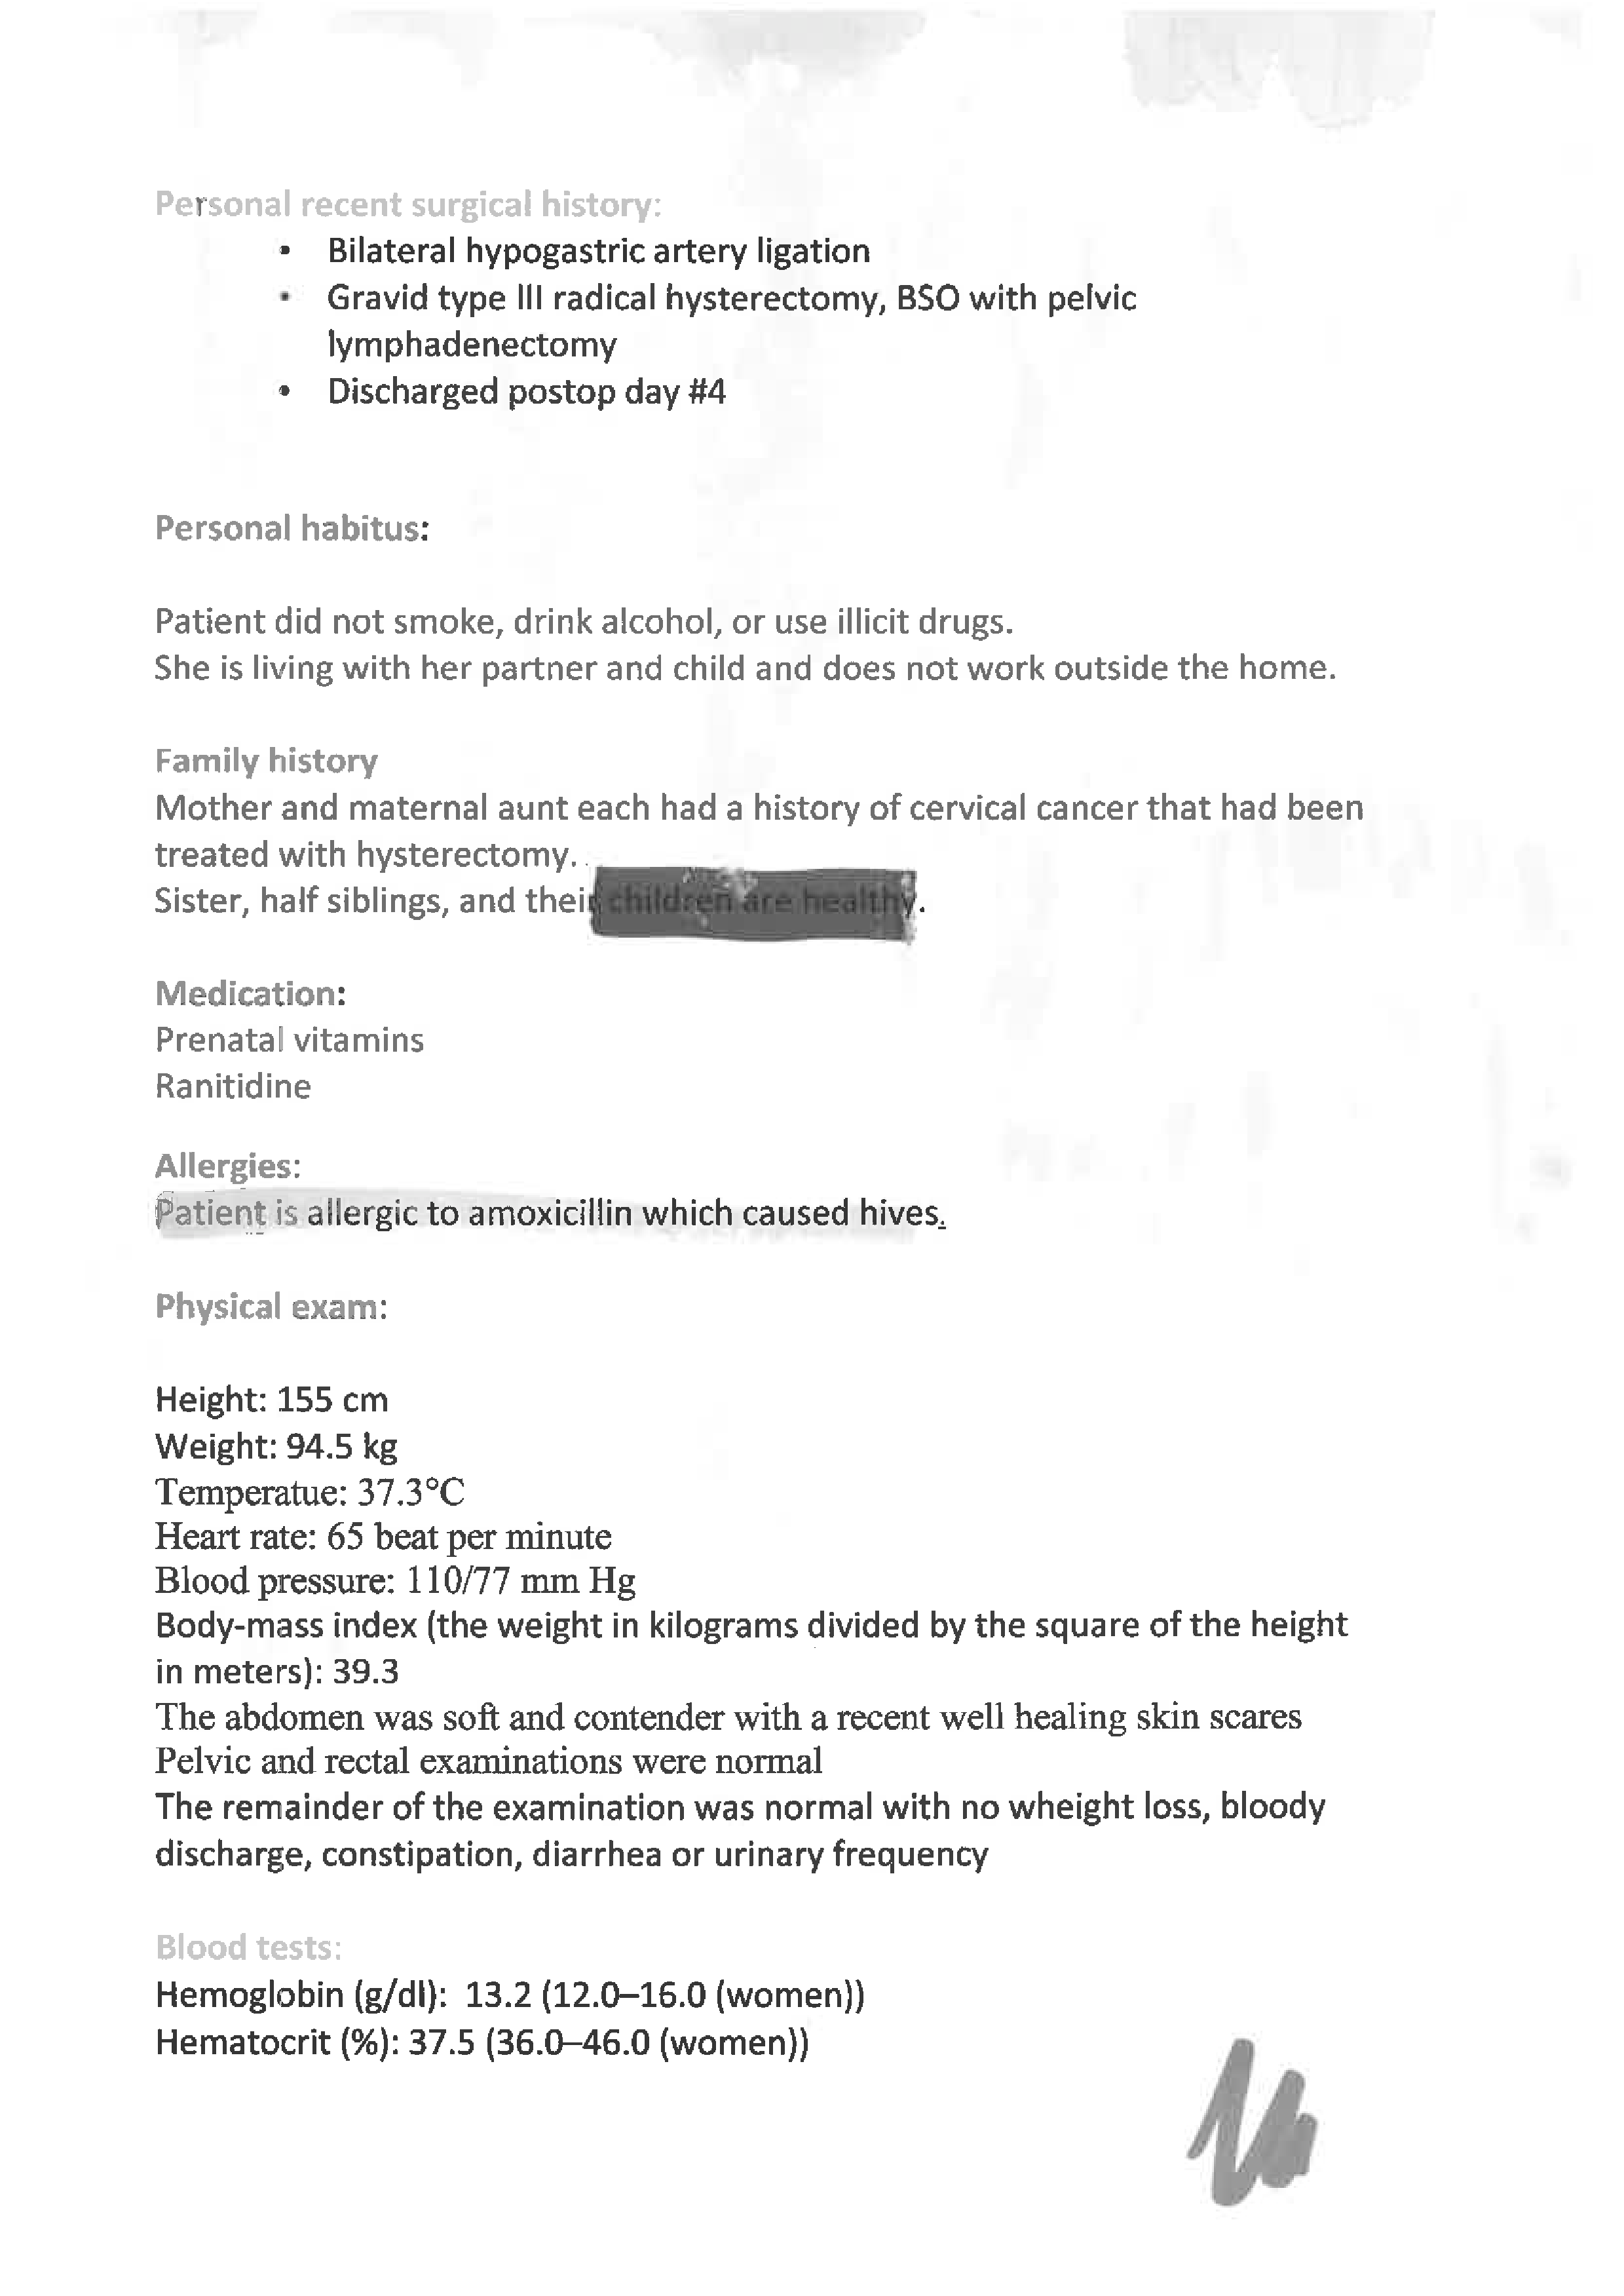 Personal recent surgical history:
• Bilateral hypogastric artery ligation
• Gravid type III radical hysterectomy, BSO with pelvic
lymphadenectomy
• Discharged postop day #4
Personal habitus:
Patient did not smoke, drink alcohol, or use illicit drugs.
She is living with her partner and child and does not work outside the home.
Family history
Mother and maternal aunt each had a history of cervical cancer that had been
treated with hysterectomy.
Sister, half siblings, and their children are healthy.
Medication:
Prenatal vitamins
Ranitidine
Allergies:
Patient is allergic to amoxicillin which caused hives.
Physical exam:
Height: 155 cm
Weight: 94.5 kg
Temperatue: 37.3°C
Heart rate: 65 beat per minute
Blood pressure: 110/77 mm Hg
Body-mass index (the weight in kilograms divided by the square of the height
in meters): 39.3
The abdomen was soft and contender with a recent well healing skin scares
Pelvic and rectal examinations were normal
The remainder of the examination was normal with no wheight loss, bloody
discharge, constipation, diarrhea or urinary frequency
Blood tests:
Hemoglobin (g/dl): 13.2 (12.0–16.0 (women))
Hematocrit (%): 37.5 (36.0–46.0 (women))